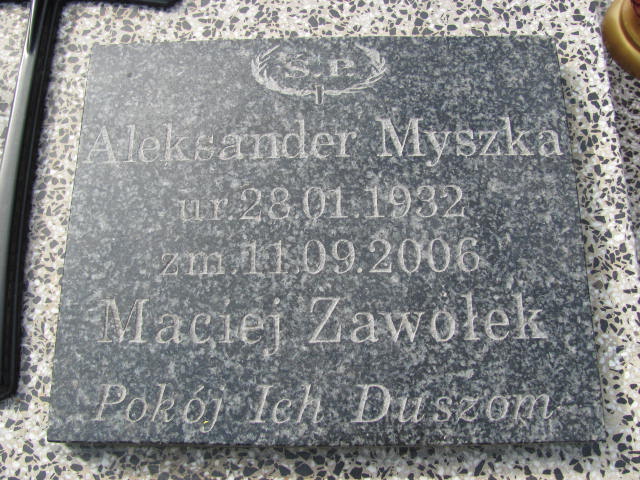 Ś.P.
Aleksander Myszka
ur.28.01.1932
zm.11.09.2006
Maciej Zawołek
Pokój Ich Duszom